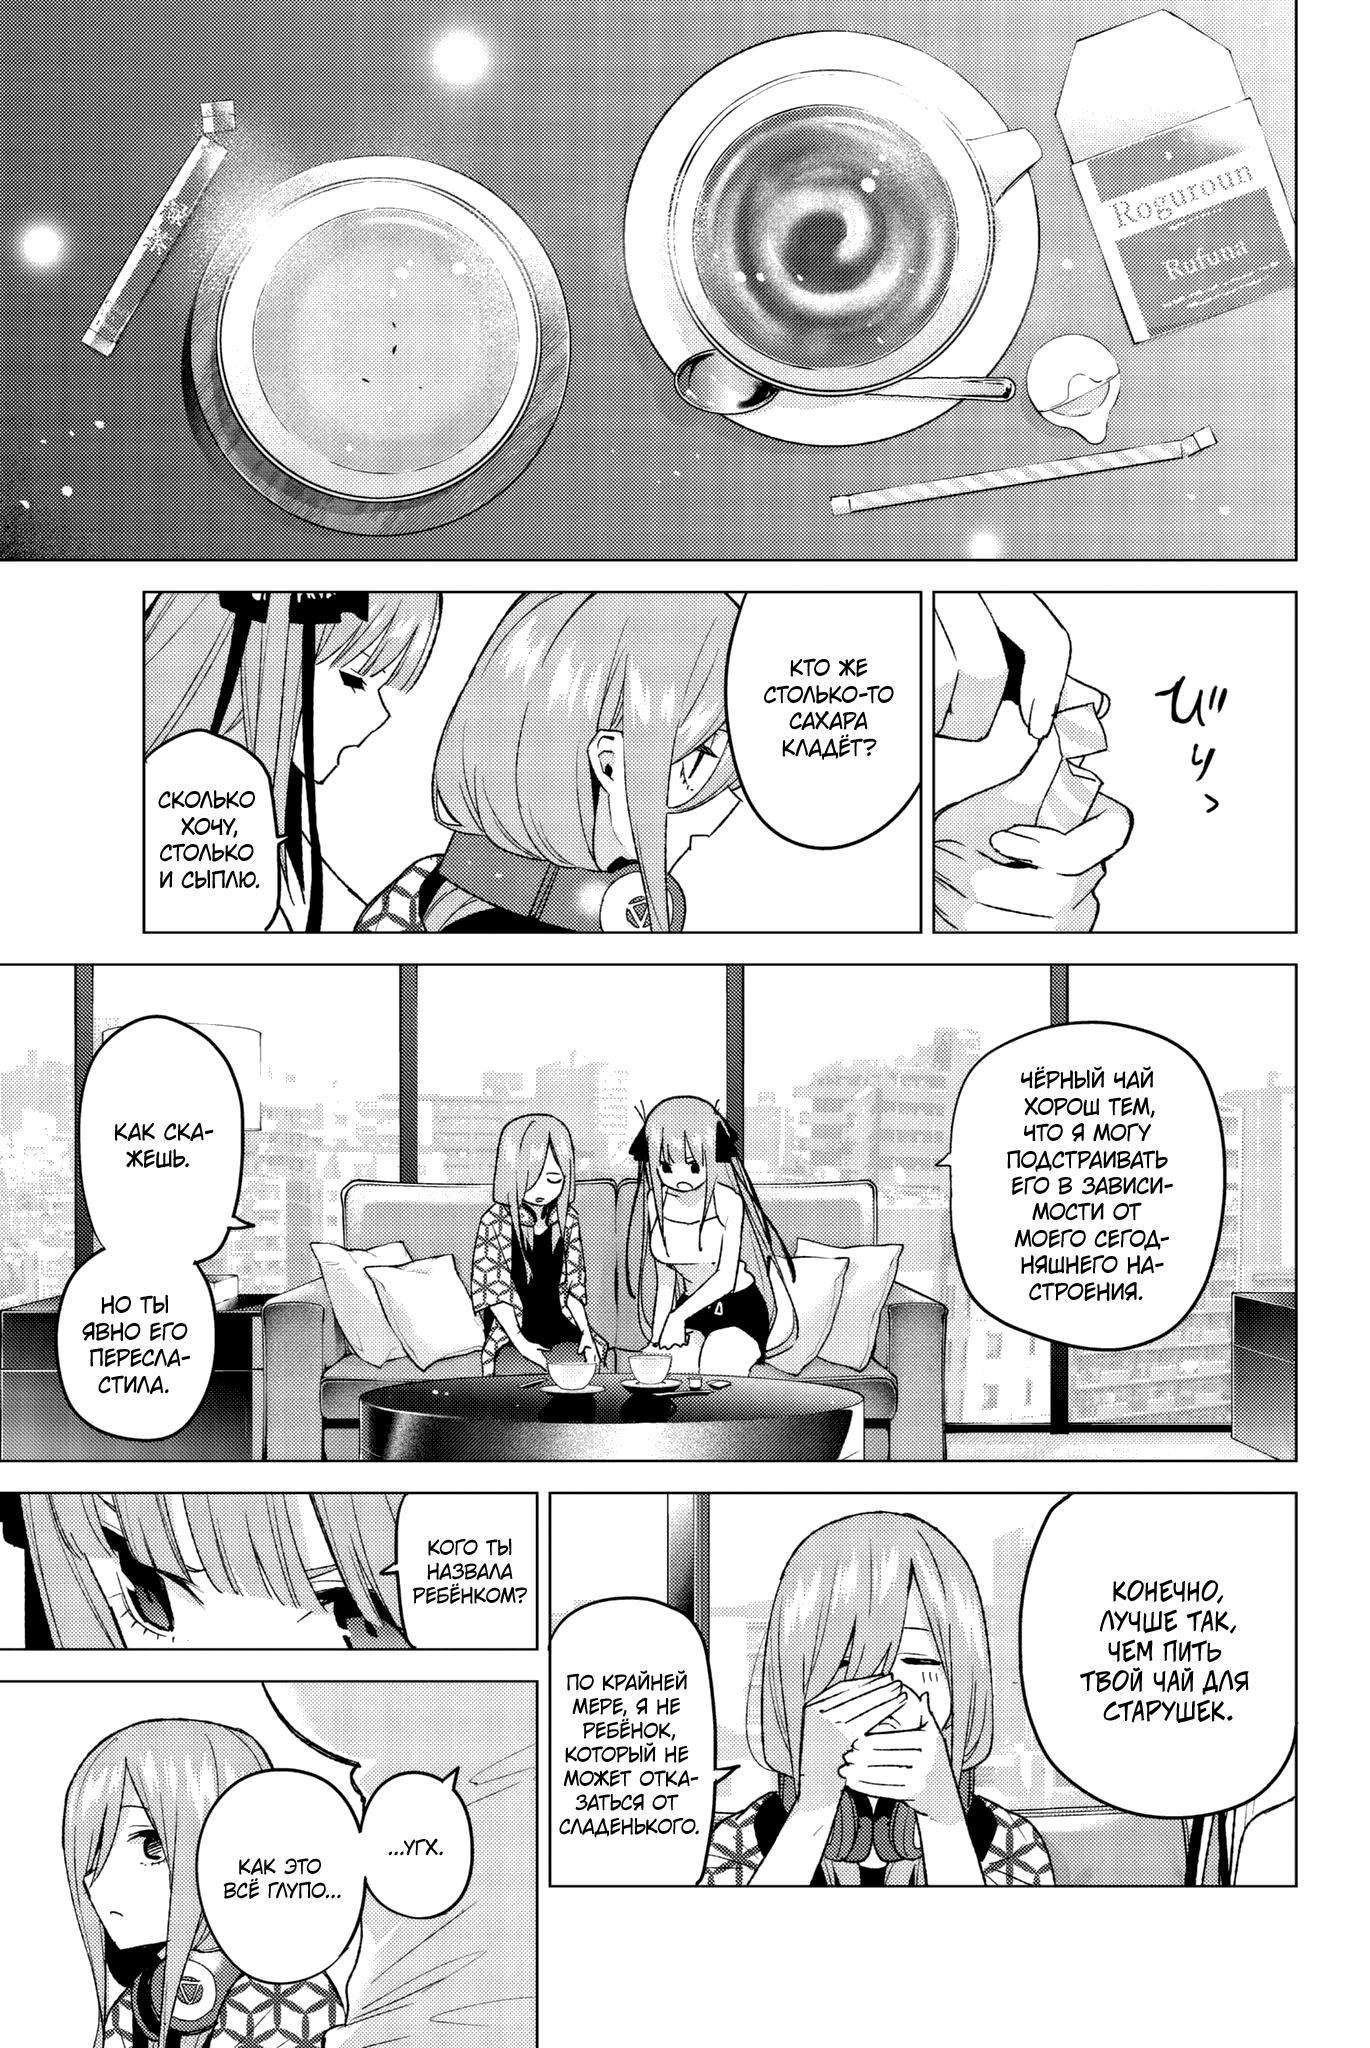 Roguroun
Rufuna
ビリッ
КТО ЖЕ
СТОЛЬКО-ТО
САХАРА
КЛАДЁТ?
СКОЛЬКО
ХОЧУ,
СТОЛЬКО
И СЫПЛЮ.
ЧЁРНЫЙ ЧАЙ
ХОРОШ ТЕМ,
ЧТО Я МОГУ
ПОДСТРАИВАТЬ
ЕГО В ЗАВИСИ-
МОСТИ ОТ
МОЕГО СЕГОД-
НЯШНЕГО НА-
СТРОЕНИЯ.
КАК СКА-
ЖЕШЬ.
НО ТЫ
ЯВНО ЕГО
ПЕРЕСЛА-
СТИЛА.
КОНЕЧНО,
ЛУЧШЕ ТАК,
ЧЕМ ПИТЬ
ТВОЙ ЧАЙ ДЛЯ
СТАРУШЕК.
ПО КРАЙНЕЙ
МЕРЕ, Я НЕ
РЕБЁНОК,
КОТОРЫЙ НЕ
МОЖЕТ ОТКА-
ЗАТЬСЯ ОТ
СЛАДЕНЬКОГО.
КОГО ТЫ
НАЗВАЛА
РЕБЁНКОМ?
...УГХ.
КАК ЭТО
ВСЁ ГЛУПО...